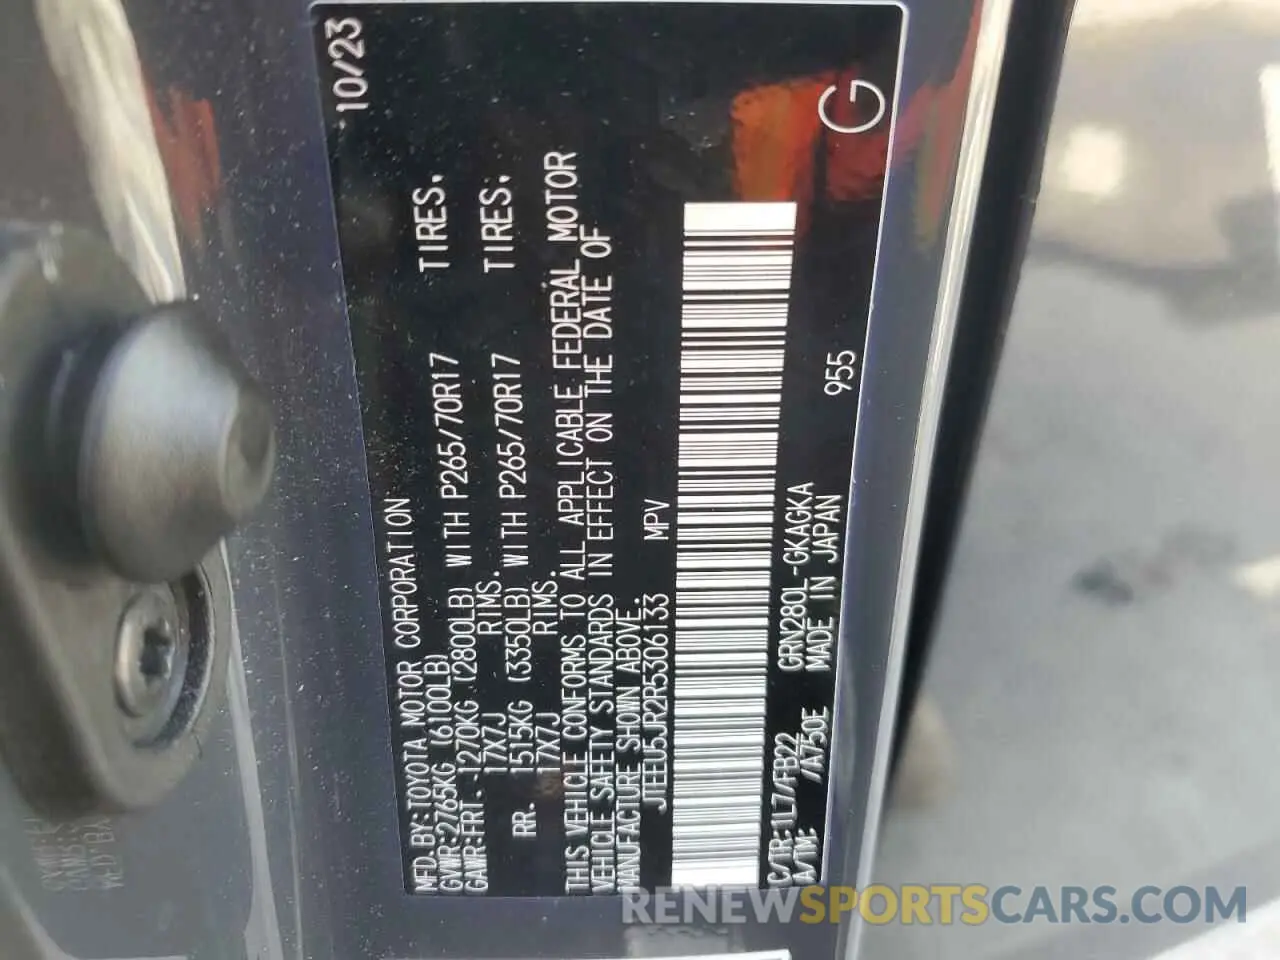 10/23
MFD.BY:TOYOTA MOTOR CORPORATION
GVWR:2765KG (6100LB)
GAWR:FRT. 1270KG (2800LB) WITH P265/70R17 TIRES.
17X7J RIMS.
RR. 1515KG (3350LB) WITH P265/70R17 TIRES.
17X7J RIMS.
THIS VEHICLE CONFORMS TO ALL APPLICABLE FEDERAL MOTOR
VEHICLE SAFETY STANDARDS IN EFFECT ON THE DATE OF
MANUFACTURE SHOWN ABOVE.
JTEEU5JR2R5306133 MPV
G
C/TR:1L7/FB22 GRN280L-GKAGKA 955
A/TM: /A750E MADE IN JAPAN
RENEWSPORTSCARS.COM